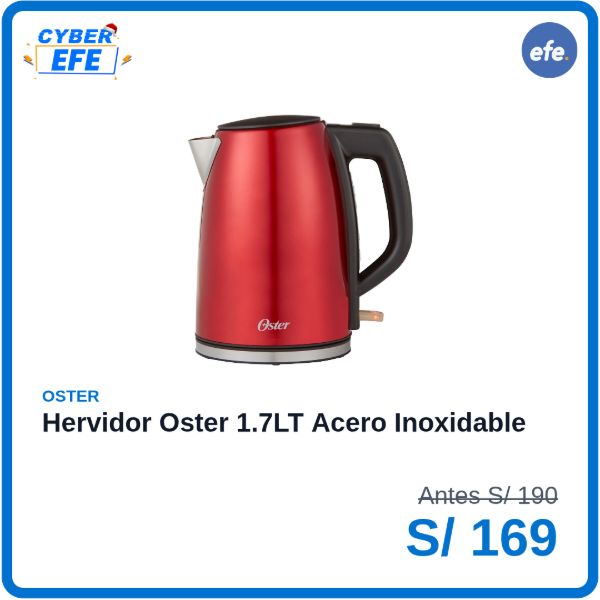 CYBER
EFE
efe.
Oster
OSTER
Hervidor Oster 1.7LT Acero Inoxidable
Antes S/ 190
S/ 169